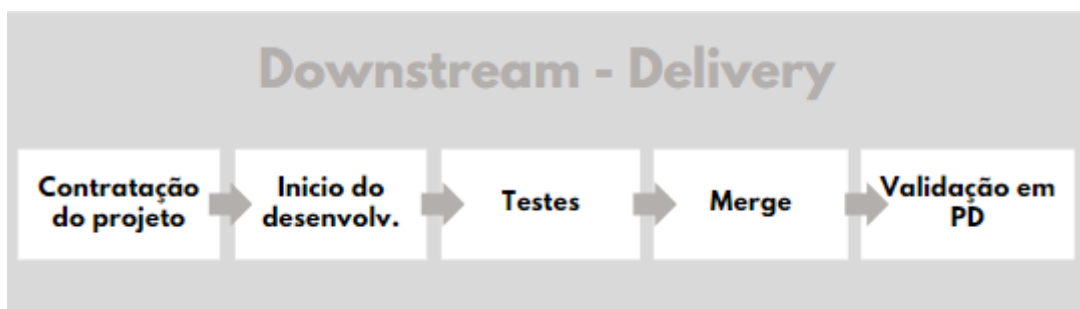 Downstream - Delivery
Contratação
do projeto
Inicio do
desenvolv.
Testes
Merge
Validação em
PD